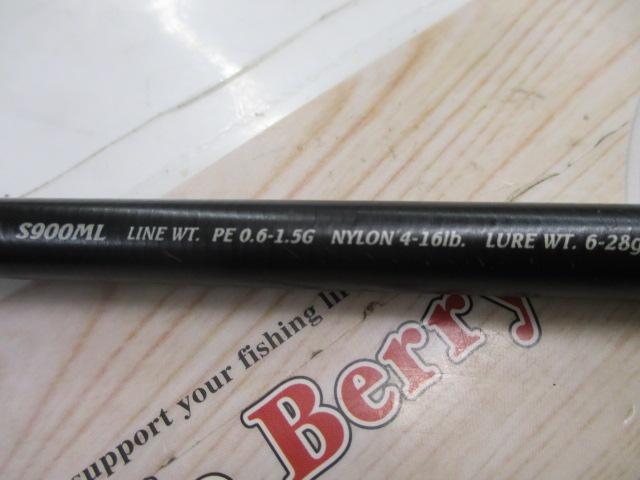 S900ML LINE WT. PE 0.6-1.5G NYLON 4-16lb. LURE WT. 6-28g
support your fishing li
Berry